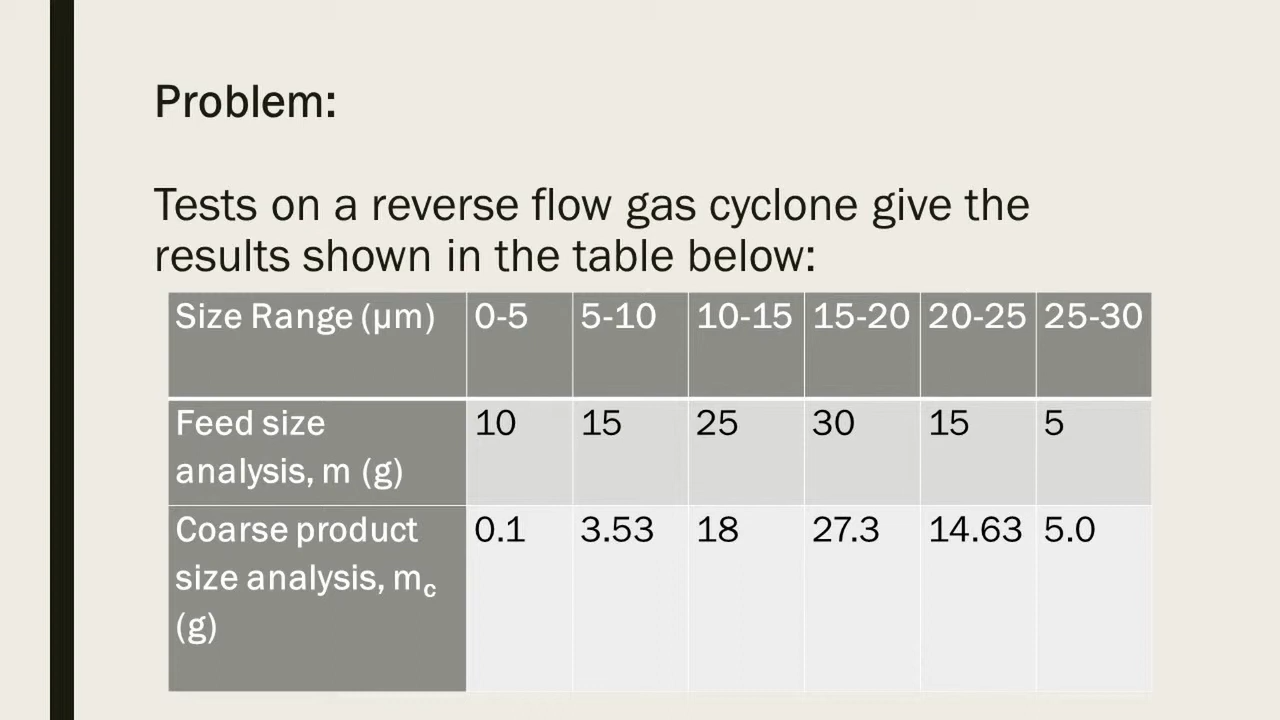 Problem:
Tests on a reverse flow gas cyclone give the
results shown in the table below:
Size Range (μm) 0-5 5-10 10-15 15-20 20-25 25-30
Feed size
analysis, m (g) 10 15 25 30 15 5
Coarse product
size analysis, mc
(g) 0.1 3.53 18 27.3 14.63 5.0